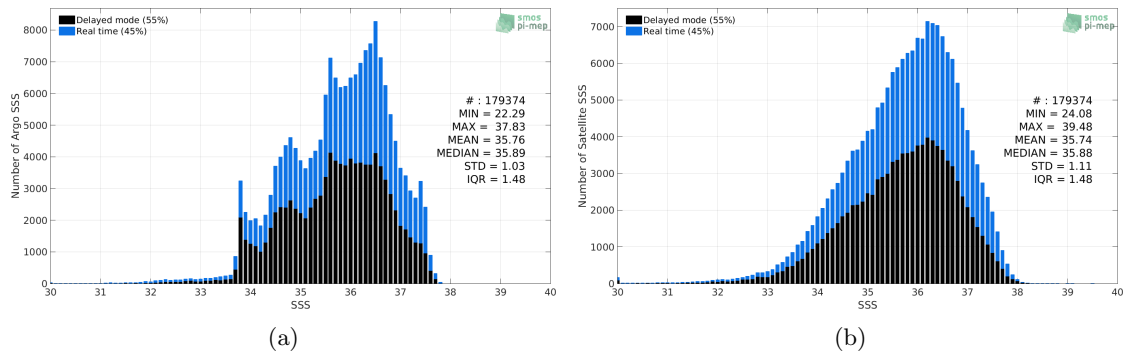 Delayed mode (55%)
Real time (45%)
smos
pi-mep
Number of Argo SSS
8000
7000
6000
5000
4000
3000
2000
1000
0
# : 179374
MIN = 22.29
MAX = 37.83
MEAN = 35.76
MEDIAN = 35.89
STD = 1.03
IQR = 1.48
30 31 32 33 34 35 36 37 38 39 40
SSS
(a)
Delayed mode (55%)
Real time (45%)
smos
pi-mep
Number of Satellite SSS
7000
6000
5000
4000
3000
2000
1000
0
# : 179374
MIN = 24.08
MAX = 39.48
MEAN = 35.74
MEDIAN = 35.88
STD = 1.11
IQR = 1.48
30 31 32 33 34 35 36 37 38 39 40
SSS
(b)